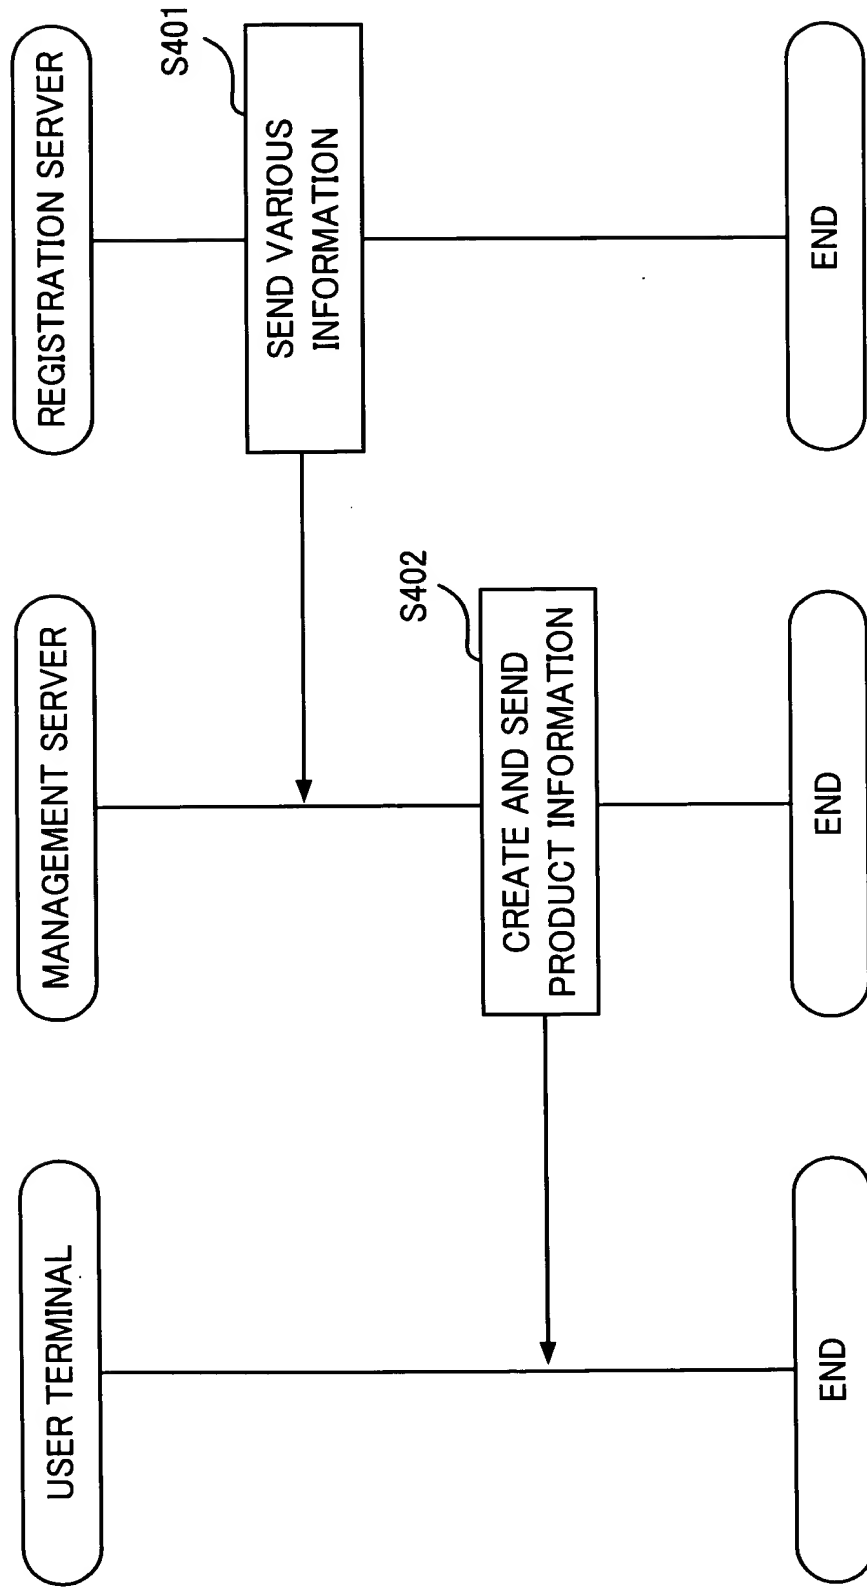 USER TERMINAL
MANAGEMENT SERVER
REGISTRATION SERVER
S401
SEND VARIOUS
INFORMATION
S402
CREATE AND SEND
PRODUCT INFORMATION
END
END
END